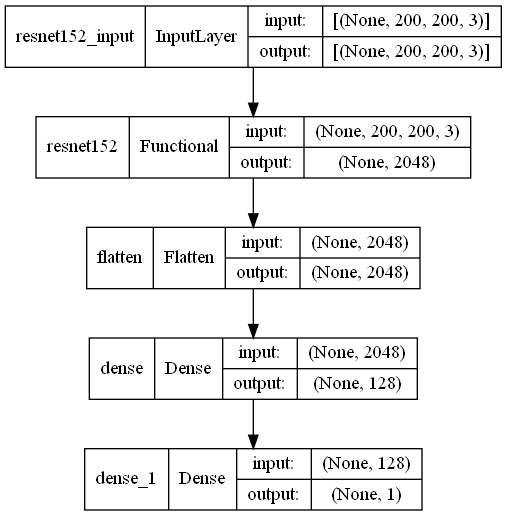 resnet152_input InputLayer input: [(None, 200, 200, 3)]
output: [(None, 200, 200, 3)]
resnet152 Functional input: (None, 200, 200, 3)
output: (None, 2048)
flatten Flatten input: (None, 2048)
output: (None, 2048)
dense Dense input: (None, 2048)
output: (None, 128)
dense_1 Dense input: (None, 128)
output: (None, 1)